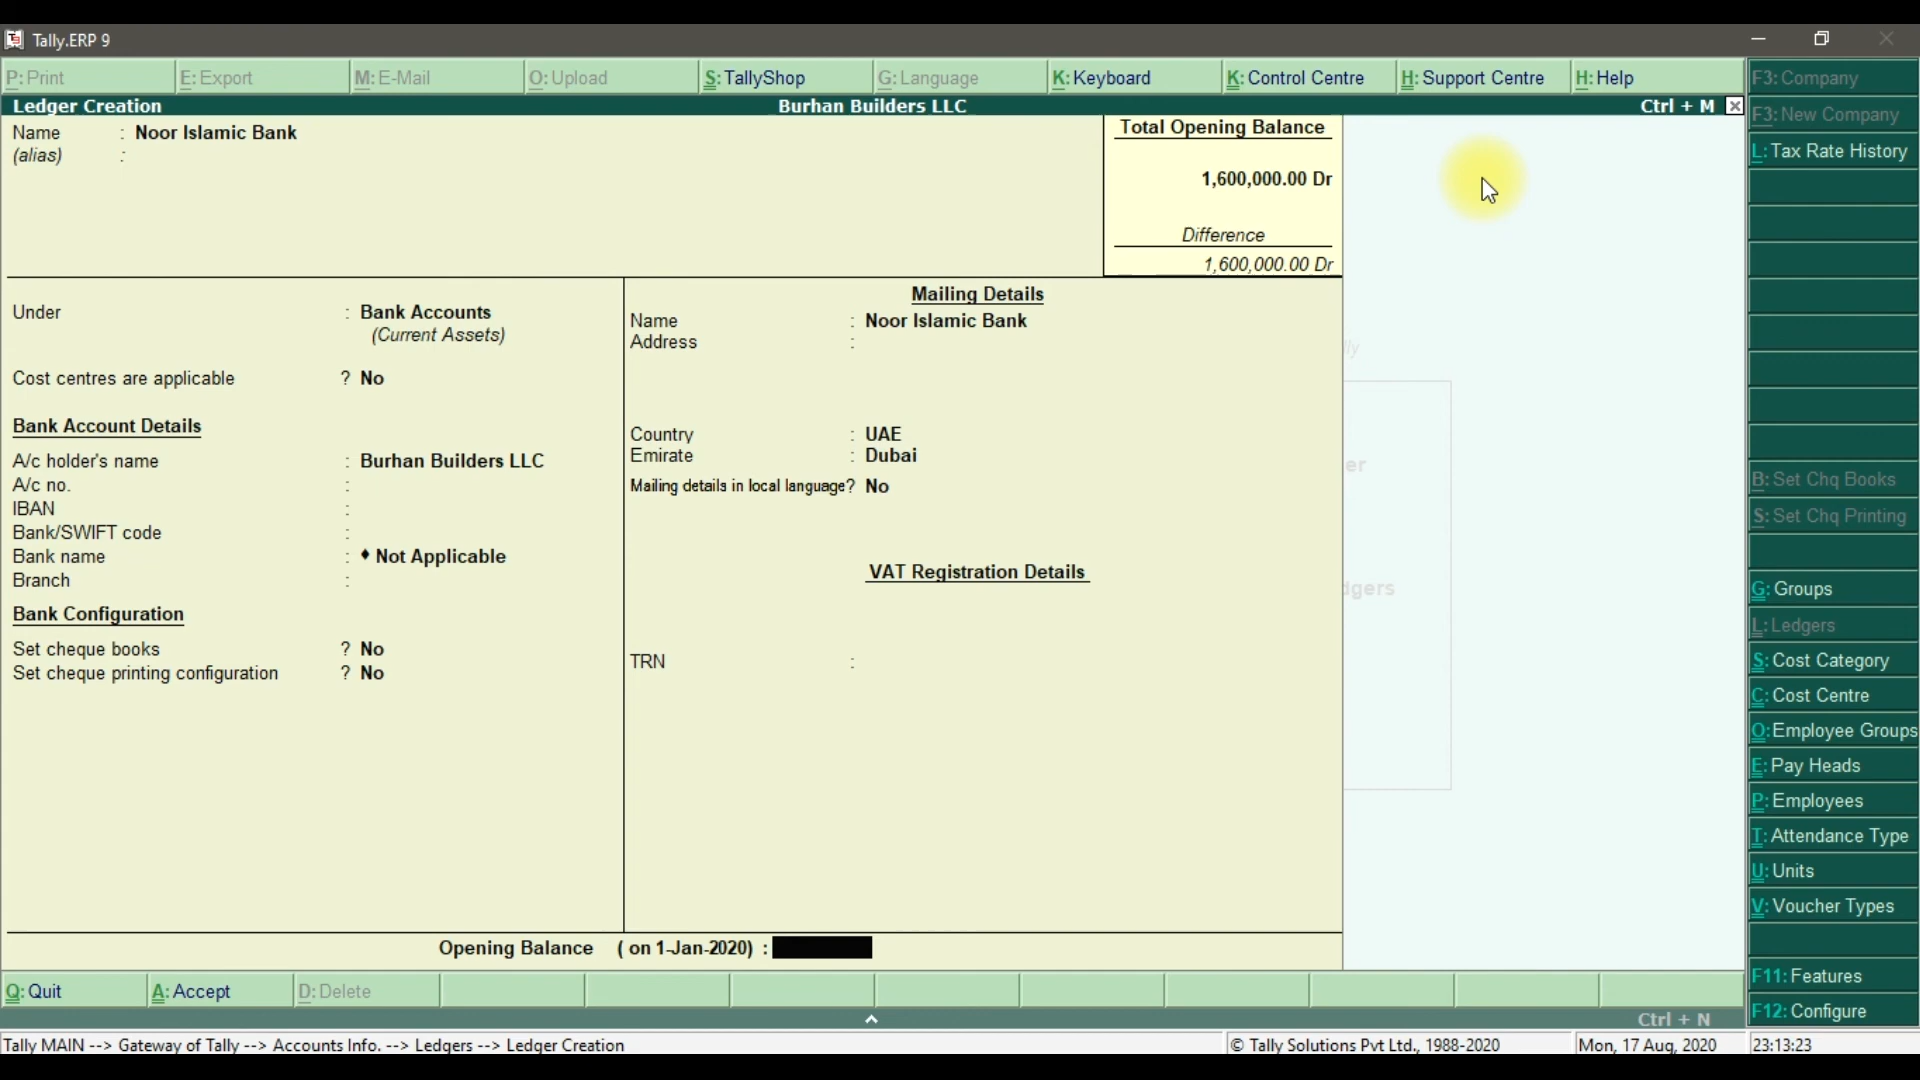 Tally.ERP 9
P: Print E: Export M: E-Mail O: Upload S: TallyShop G: Language K: Keyboard K: Control Centre H: Support Centre H: Help
Ledger Creation Burhan Builders LLC Ctrl + M
Name : Noor Islamic Bank
(alias) :
Total Opening Balance
1,600,000.00 Dr
Difference
1,600,000.00 Dr
Under : Bank Accounts
(Current Assets)
Cost centres are applicable ? No
Bank Account Details
A/c holder's name : Burhan Builders LLC
A/c no. :
IBAN :
Bank/SWIFT code :
Bank name : ♦ Not Applicable
Branch :
Bank Configuration
Set cheque books ? No
Set cheque printing configuration ? No
Mailing Details
Name : Noor Islamic Bank
Address :
Country : UAE
Emirate : Dubai
Mailing details in local language? No
VAT Registration Details
TRN :
Opening Balance ( on 1-Jan-2020) :
lly
er
dgers
F3: Company
F3: New Company
L: Tax Rate History
B: Set Chq Books
S: Set Chq Printing
G: Groups
L: Ledgers
S: Cost Category
C: Cost Centre
O: Employee Groups
E: Pay Heads
P: Employees
T: Attendance Type
U: Units
V: Voucher Types
F11: Features
F12: Configure
Q: Quit A: Accept D: Delete
Ctrl + N
Tally MAIN --> Gateway of Tally --> Accounts Info. --> Ledgers --> Ledger Creation © Tally Solutions Pvt Ltd., 1988-2020 Mon, 17 Aug, 2020 23:13:23